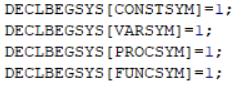 DECLBEGSYS[CONSTSYM]=1;
DECLBEGSYS[VARSYM]=1;
DECLBEGSYS[PROCSYM]=1;
DECLBEGSYS[FUNCSYM]=1;